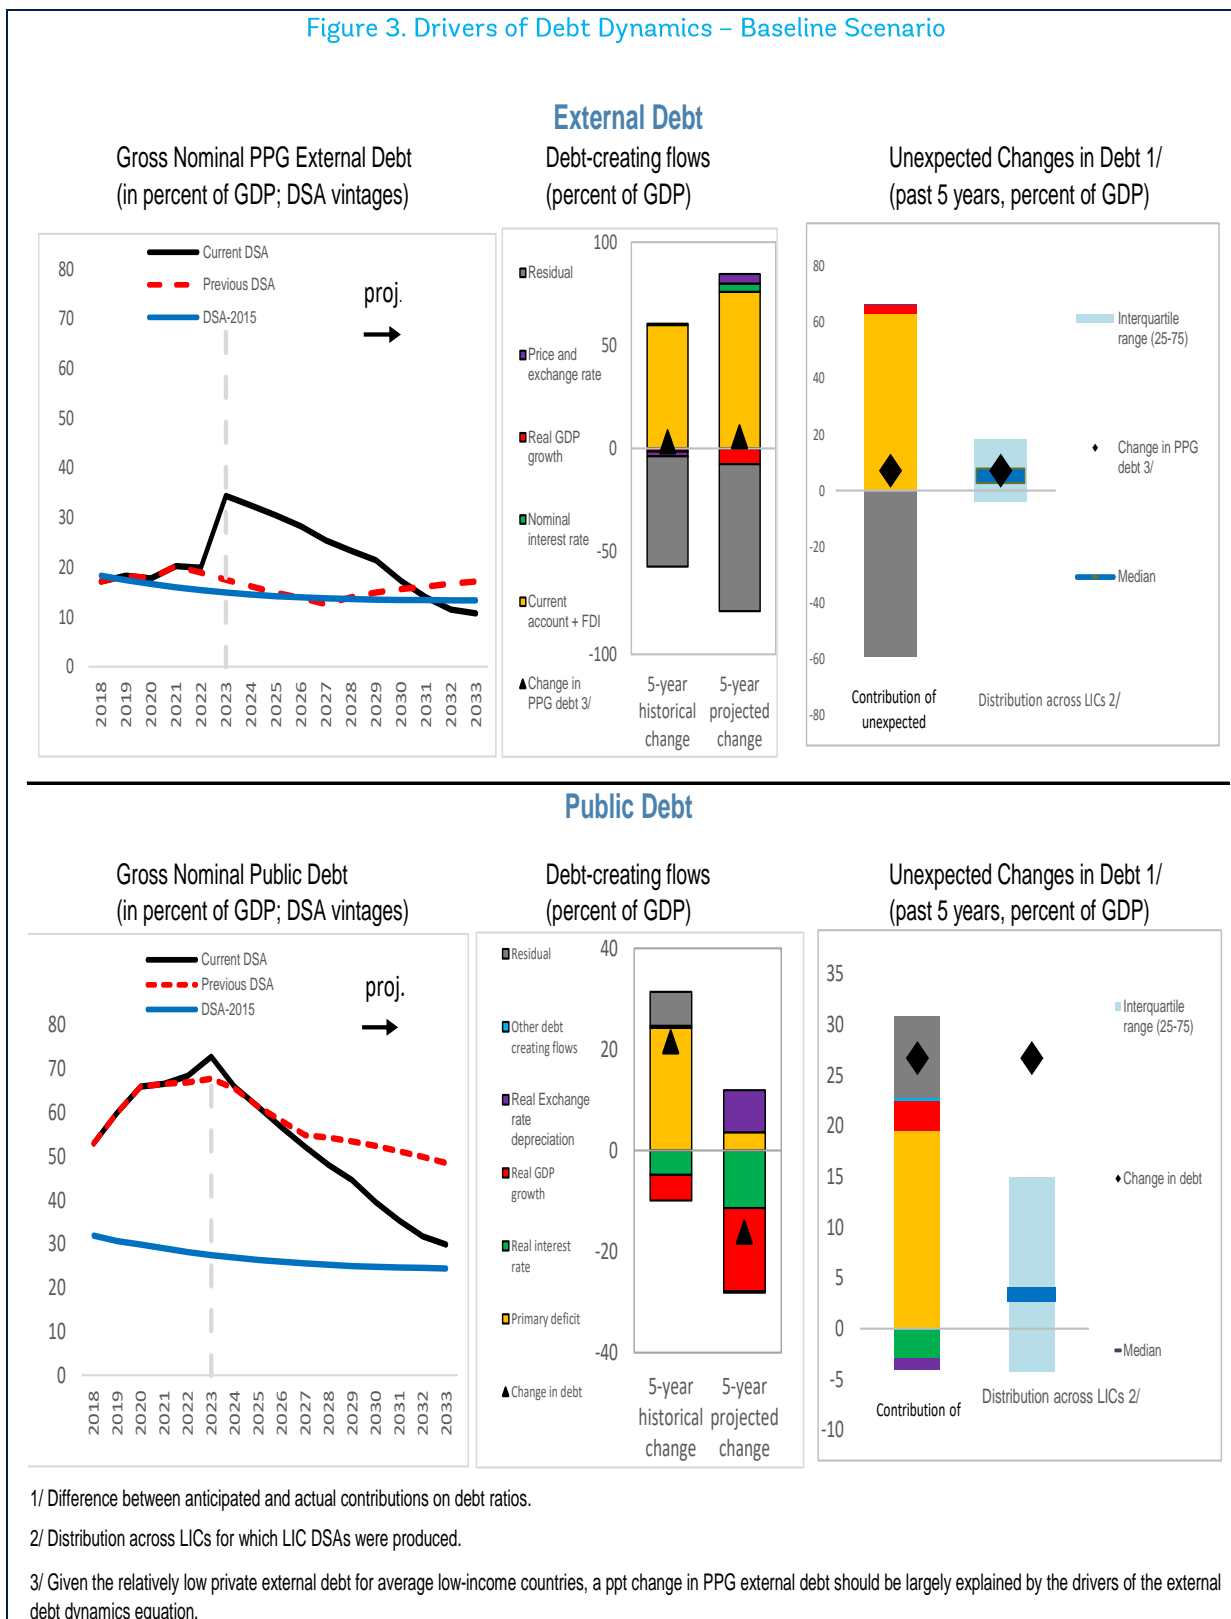 Figure 3. Drivers of Debt Dynamics – Baseline Scenario
External Debt
Gross Nominal PPG External Debt
(in percent of GDP; DSA vintages)
Current DSA
Previous DSA
DSA-2015
proj.
80
70
60
50
40
30
20
10
0
2018
2019
2020
2021
2022
2023
2024
2025
2026
2027
2028
2029
2030
2031
2032
2033
Debt-creating flows
(percent of GDP)
Residual
Price and
exchange rate
Real GDP
growth
Nominal
interest rate
Current
account + FDI
Change in
PPG debt 3/
100
50
0
-50
-100
5-year
historical
change
5-year
projected
change
Unexpected Changes in Debt 1/
(past 5 years, percent of GDP)
80
60
40
20
0
-20
-40
-60
-80
Interquartile
range (25-75)
Change in PPG
debt 3/
Median
Contribution of
unexpected
Distribution across LICs 2/
Public Debt
Gross Nominal Public Debt
(in percent of GDP; DSA vintages)
Current DSA
Previous DSA
DSA-2015
proj.
80
70
60
50
40
30
20
10
0
2018
2019
2020
2021
2022
2023
2024
2025
2026
2027
2028
2029
2030
2031
2032
2033
Debt-creating flows
(percent of GDP)
Residual
Other debt
creating flows
Real Exchange
rate
depreciation
Real GDP
growth
Real interest
rate
Primary deficit
Change in debt
40
20
0
-20
-40
5-year
historical
change
5-year
projected
change
Unexpected Changes in Debt 1/
(past 5 years, percent of GDP)
35
30
25
20
15
10
5
0
-5
-10
Interquartile
range (25-75)
Change in debt
Median
Contribution of
Distribution across LICs 2/
1/ Difference between anticipated and actual contributions on debt ratios.
2/ Distribution across LICs for which LIC DSAs were produced.
3/ Given the relatively low private external debt for average low-income countries, a ppt change in PPG external debt should be largely explained by the drivers of the external
debt dynamics equation.